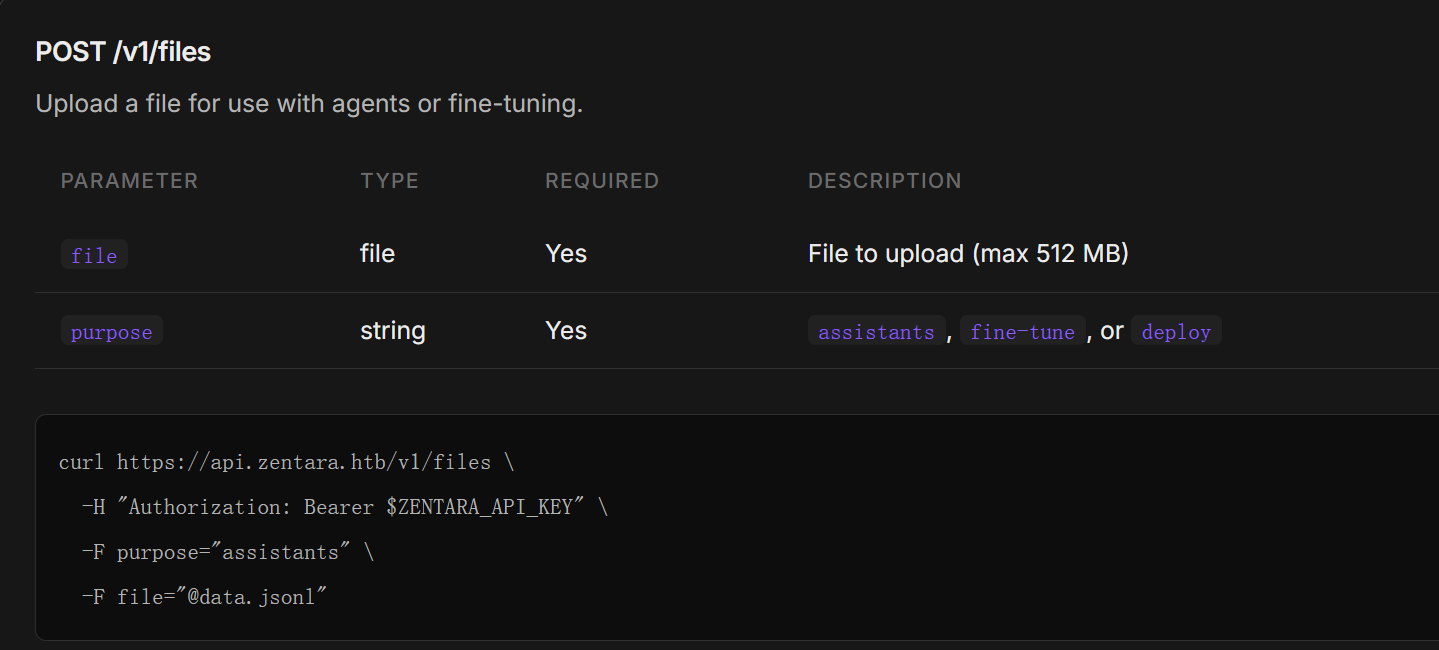 POST /v1/files
Upload a file for use with agents or fine-tuning.
PARAMETER TYPE REQUIRED DESCRIPTION
file file Yes File to upload (max 512 MB)
purpose string Yes assistants, fine-tune, or deploy
curl https://api.zentara.htb/v1/files \
  -H "Authorization: Bearer $ZENTARA_API_KEY" \
  -F purpose="assistants" \
  -F file="@data.jsonl"